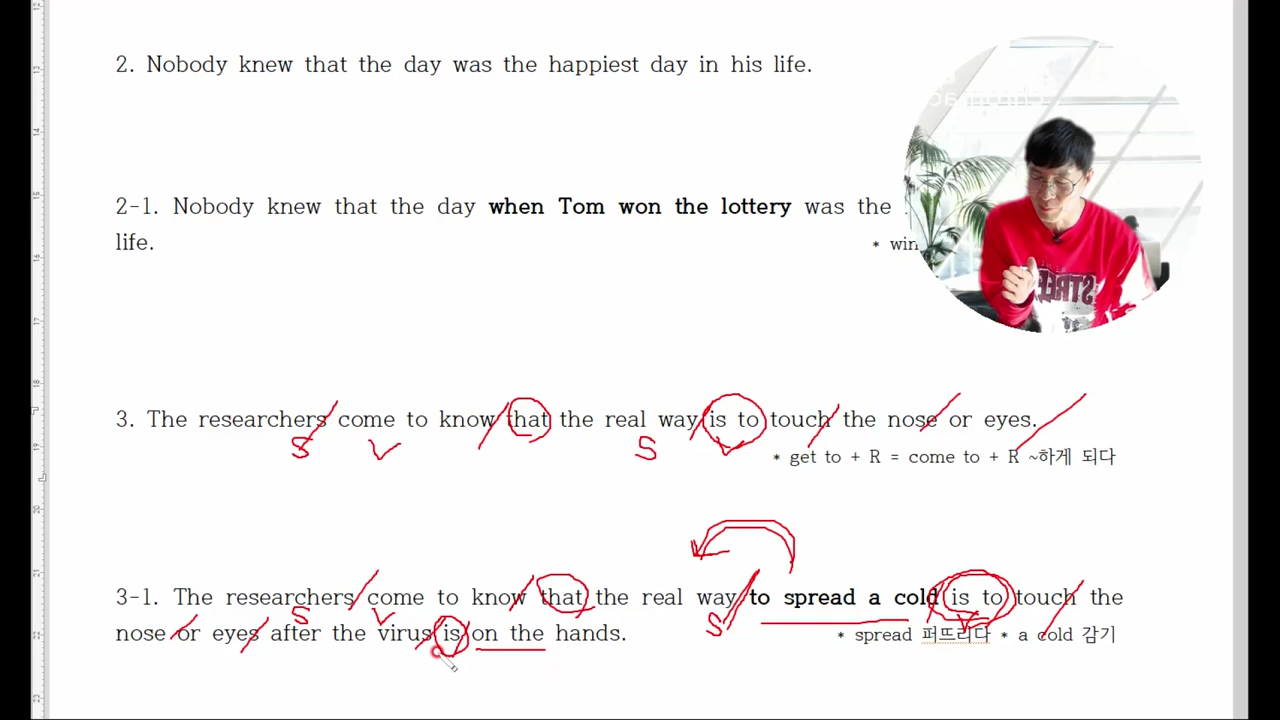 2. Nobody knew that the day was the happiest day in his life.
2-1. Nobody knew that the day when Tom won the lottery was the
life.
* win
3. The researchers come to know that the real way is to touch the nose or eyes.
S V S V
* get to + R = come to + R ~하게 되다
3-1. The researchers come to know that the real way to spread a cold is to touch the
S V S V
nose or eyes after the virus is on the hands.
* spread 퍼뜨리다 * a cold 감기